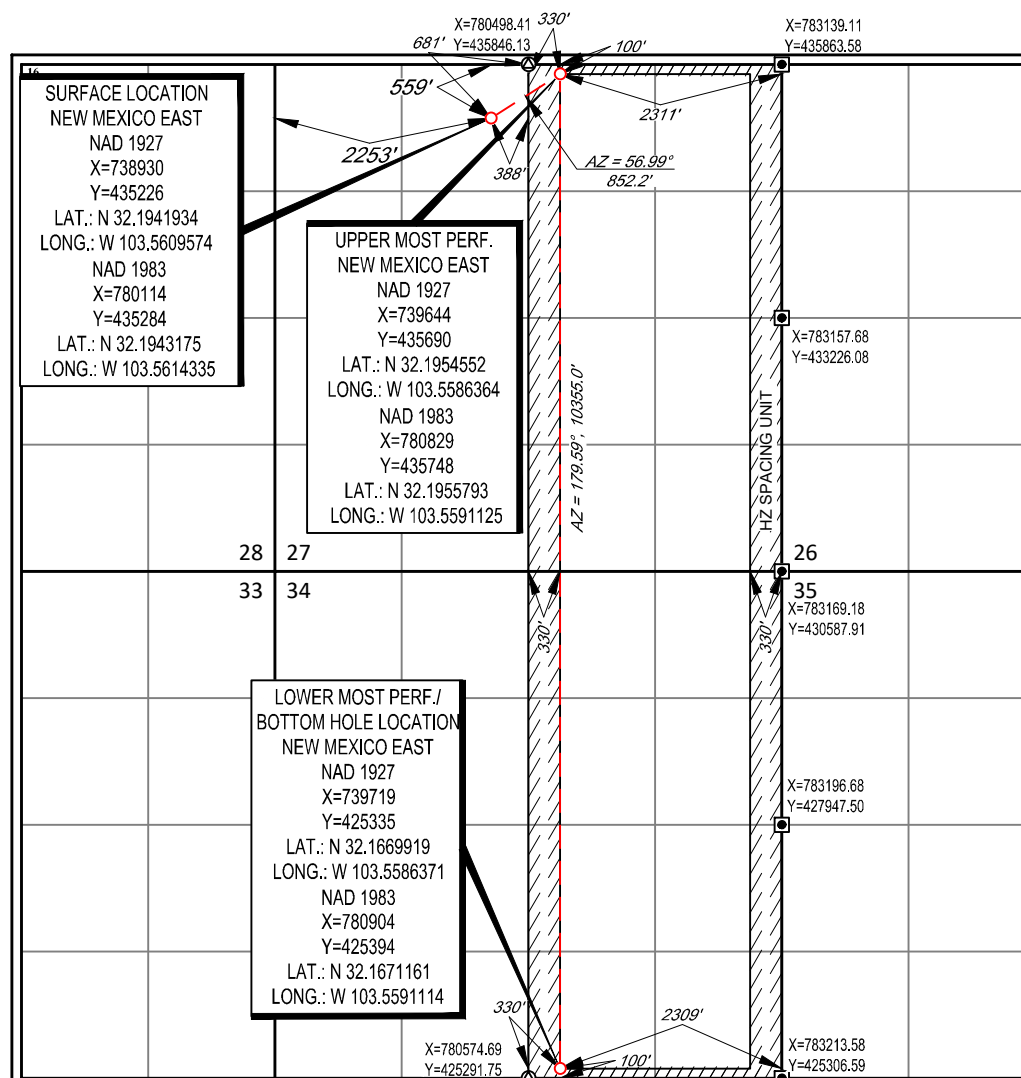 X=780498.41
Y=435846.13
330'
X=783139.11
Y=435863.58
681'
100'
16
559'
2311'
2253'
388'
AZ = 56.99°
852.2'
SURFACE LOCATION
NEW MEXICO EAST
NAD 1927
X=738930
Y=435226
LAT.: N 32.1941934
LONG.: W 103.5609574
NAD 1983
X=780114
Y=435284
LAT.: N 32.1943175
LONG.: W 103.5614335
UPPER MOST PERF.
NEW MEXICO EAST
NAD 1927
X=739644
Y=435690
LAT.: N 32.1954552
LONG.: W 103.5586364
NAD 1983
X=780829
Y=435748
LAT.: N 32.1955793
LONG.: W 103.5591125
X=783157.68
Y=433226.08
AZ = 179.59°, 10355.0'
HZ SPACING UNIT
28 27
26
33 34
35
330'
330'
X=783169.18
Y=430587.91
LOWER MOST PERF./
BOTTOM HOLE LOCATION
NEW MEXICO EAST
NAD 1927
X=739719
Y=425335
LAT.: N 32.1669919
LONG.: W 103.5586371
NAD 1983
X=780904
Y=425394
LAT.: N 32.1671161
LONG.: W 103.5591114
X=783196.68
Y=427947.50
330'
2309'
X=780574.69
Y=425291.75
100'
X=783213.58
Y=425306.59